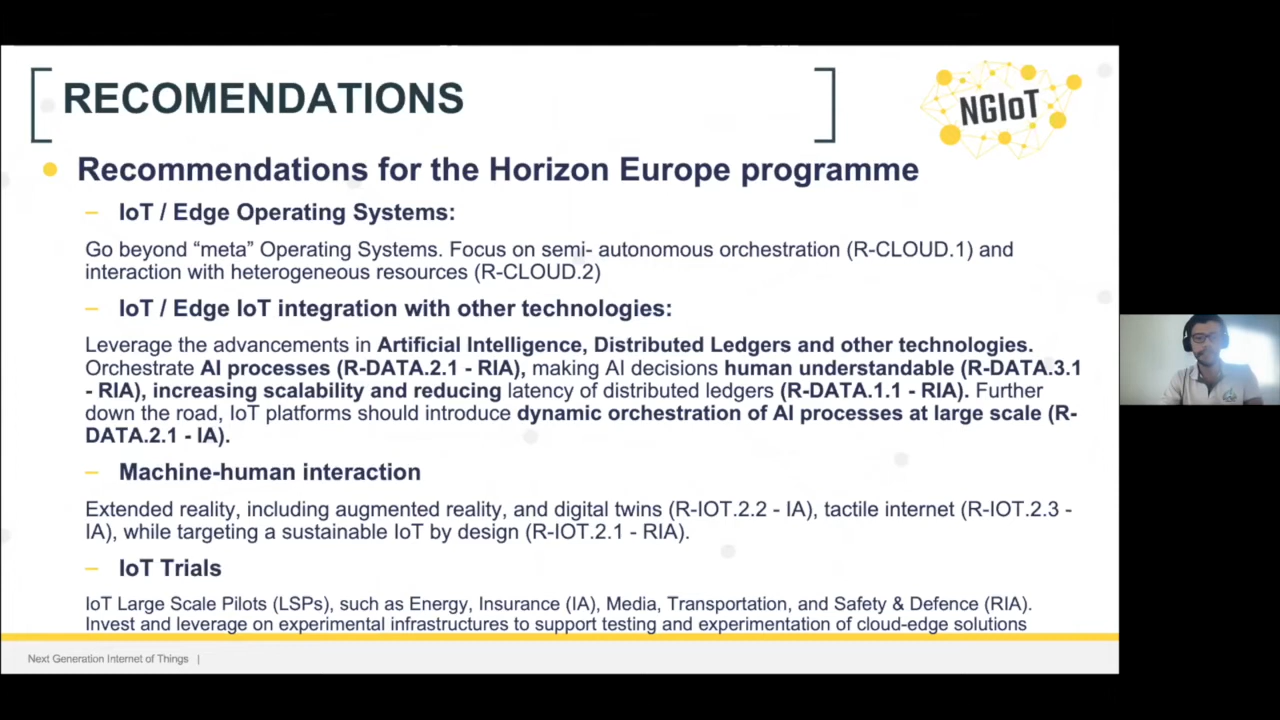 RECOMENDATIONS
NGIoT
Recommendations for the Horizon Europe programme
– IoT / Edge Operating Systems:
Go beyond “meta” Operating Systems. Focus on semi- autonomous orchestration (R-CLOUD.1) and
interaction with heterogeneous resources (R-CLOUD.2)
– IoT / Edge IoT integration with other technologies:
Leverage the advancements in Artificial Intelligence, Distributed Ledgers and other technologies.
Orchestrate AI processes (R-DATA.2.1 - RIA), making AI decisions human understandable (R-DATA.3.1
- RIA), increasing scalability and reducing latency of distributed ledgers (R-DATA.1.1 - RIA). Further
down the road, IoT platforms should introduce dynamic orchestration of AI processes at large scale (R-
DATA.2.1 - IA).
– Machine-human interaction
Extended reality, including augmented reality, and digital twins (R-IOT.2.2 - IA), tactile internet (R-IOT.2.3 -
IA), while targeting a sustainable IoT by design (R-IOT.2.1 - RIA).
– IoT Trials
IoT Large Scale Pilots (LSPs), such as Energy, Insurance (IA), Media, Transportation, and Safety & Defence (RIA).
Invest and leverage on experimental infrastructures to support testing and experimentation of cloud-edge solutions
Next Generation Internet of Things |